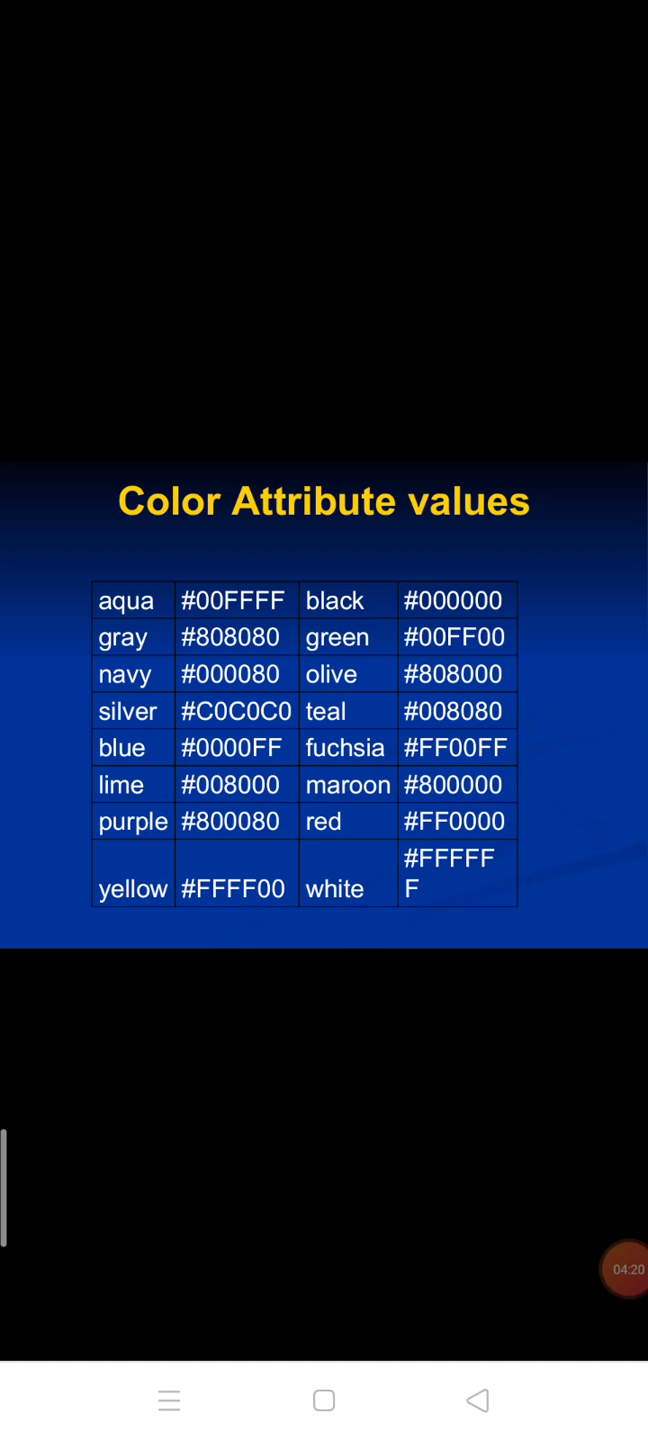 Color Attribute values
aqua #00FFFF black #000000
gray #808080 green #00FF00
navy #000080 olive #808000
silver #C0C0C0 teal #008080
blue #0000FF fuchsia #FF00FF
lime #008000 maroon #800000
purple #800080 red #FF0000
yellow #FFFF00 white #FFFFF
F
04:20